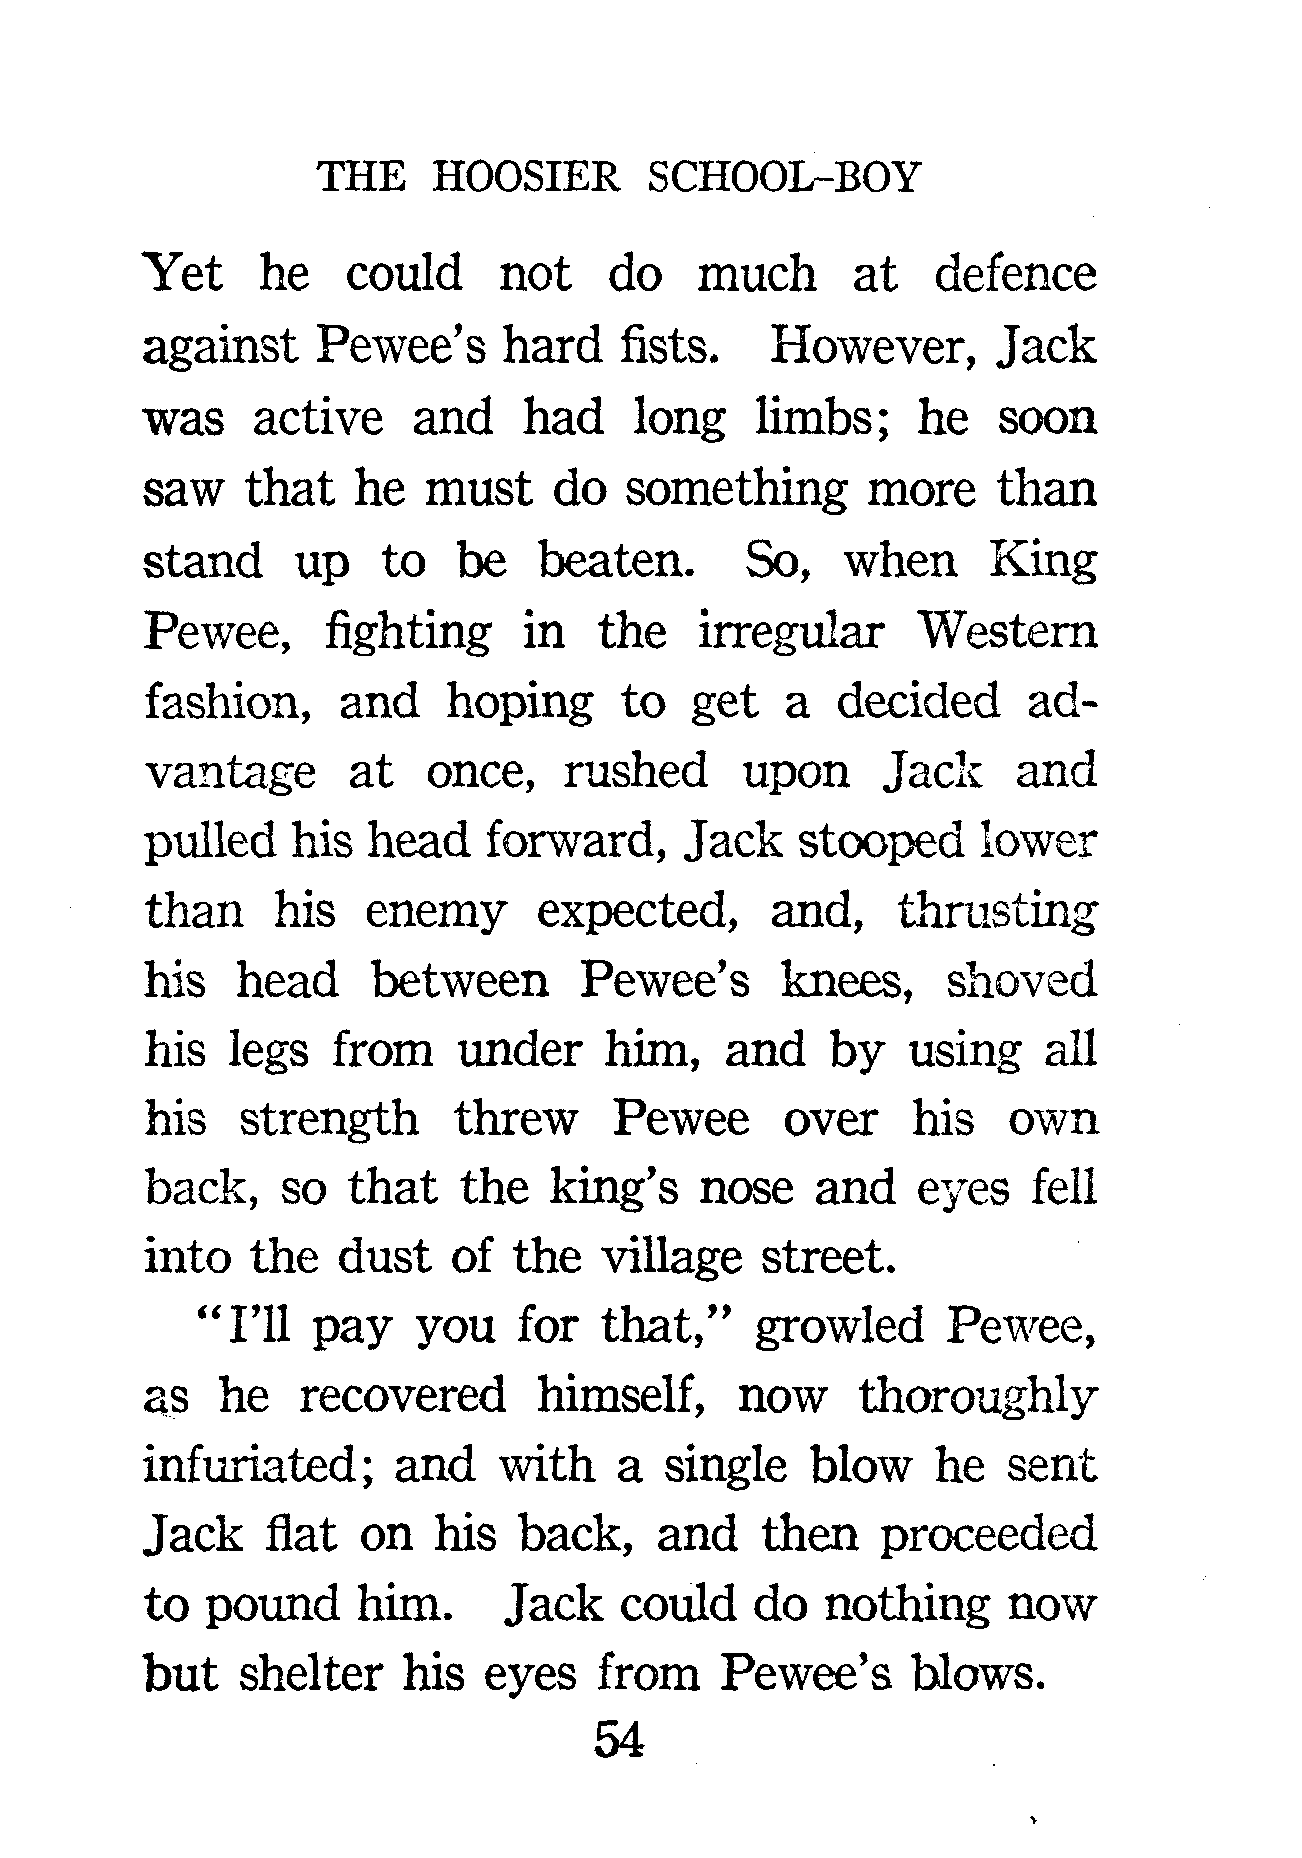 THE HOOSIER SCHOOL-BOY
Yet he could not do much at defence
against Pewee's hard fists. However, Jack
was active and had long limbs; he soon
saw that he must do something more than
stand up to be beaten. So, when King
Pewee, fighting in the irregular Western
fashion, and hoping to get a decided ad-
vantage at once, rushed upon Jack and
pulled his head forward, Jack stooped lower
than his enemy expected, and, thrusting
his head between Pewee's knees, shoved
his legs from under him, and by using all
his strength threw Pewee over his own
back, so that the king's nose and eyes fell
into the dust of the village street.
"I'll pay you for that," growled Pewee,
as he recovered himself, now thoroughly
infuriated; and with a single blow he sent
Jack flat on his back, and then proceeded
to pound him. Jack could do nothing now
but shelter his eyes from Pewee's blows.
54